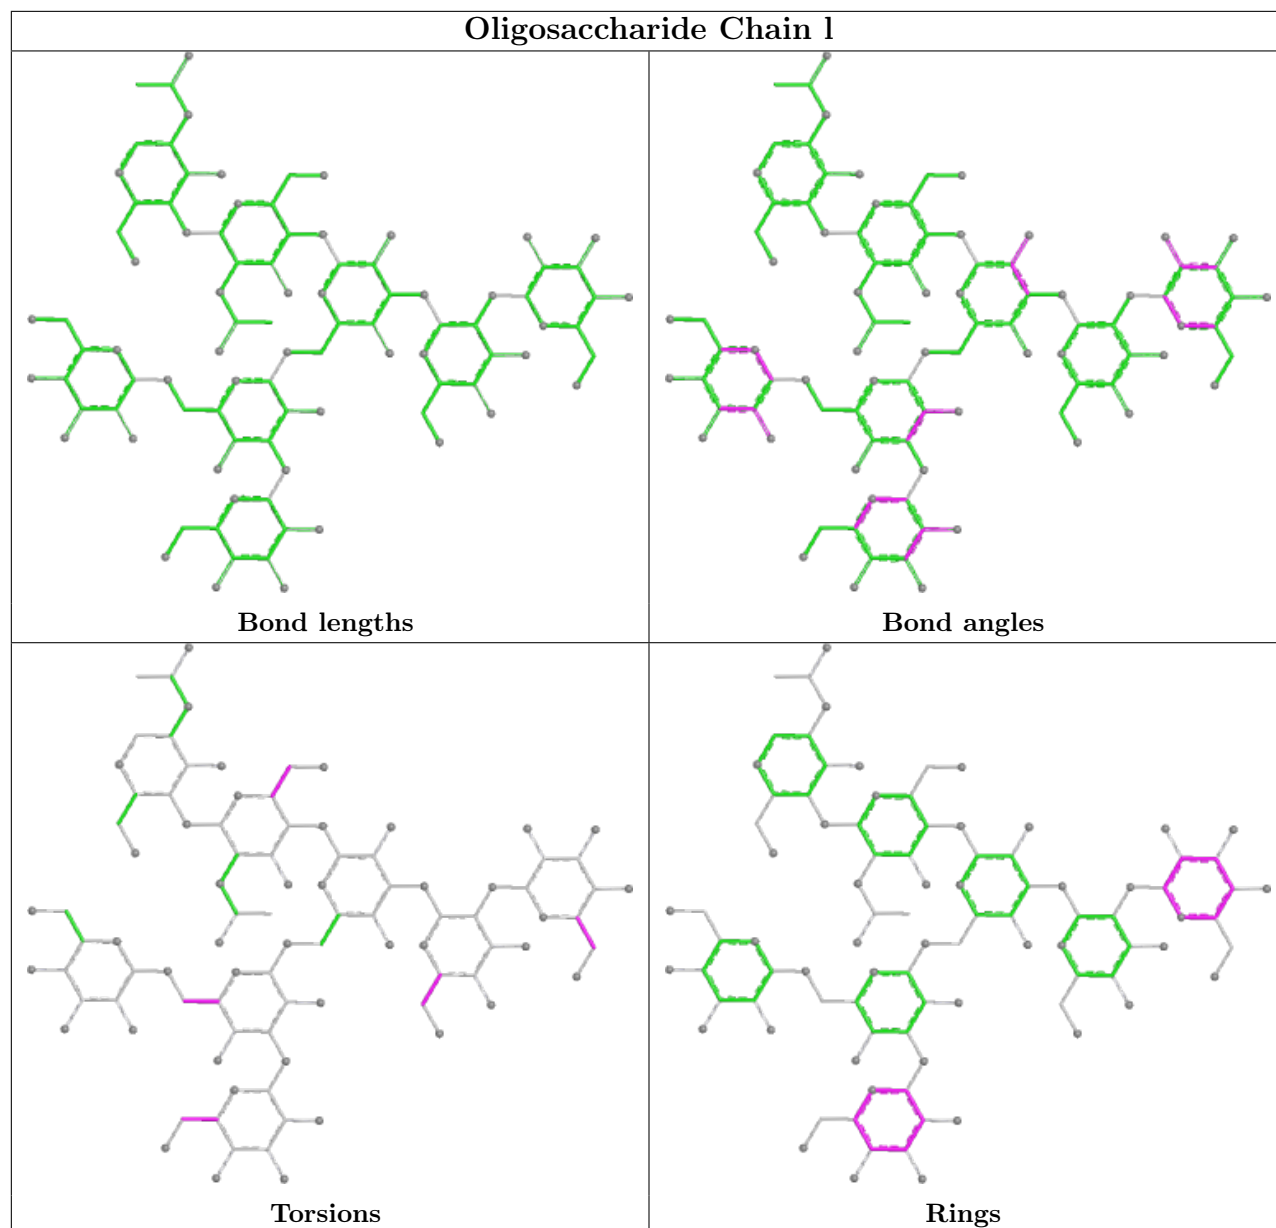 Oligosaccharide Chain l
Bond lengths
Bond angles
Torsions
Rings